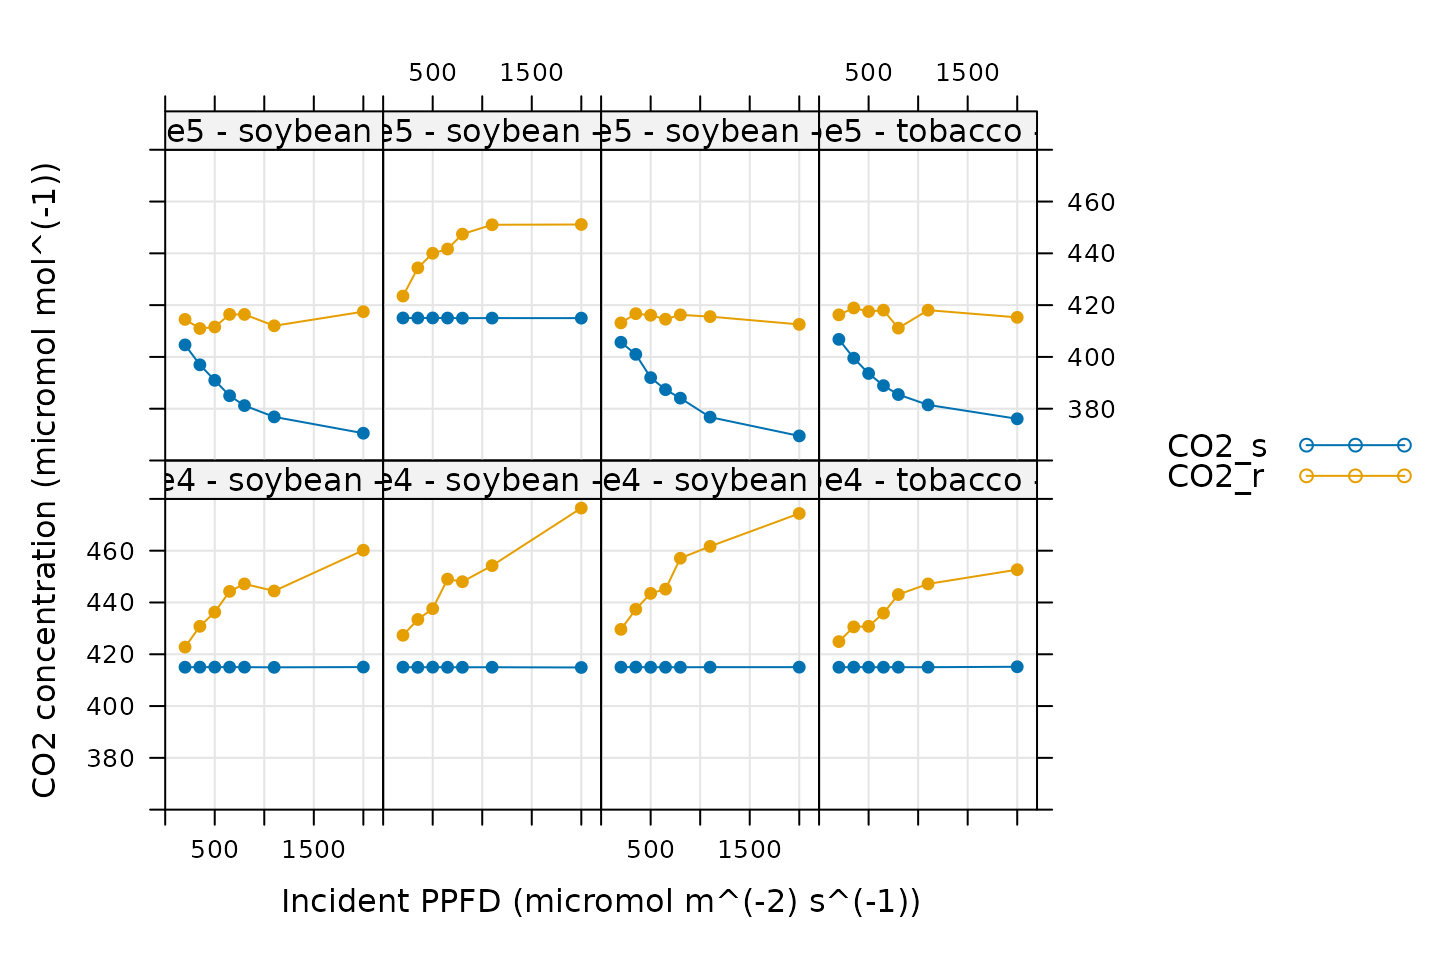 500 1500 500 1500
e5 - soybean e5 - soybean - e5 - soybean - e5 - tobacco -
460
440
420
400
380
CO2 concentration (micromol mol^(-1))
CO2_s
CO2_r
e4 - soybean - e4 - soybean - e4 - soybean e4 - tobacco -
460
440
420
400
380
500 1500 500 1500
Incident PPFD (micromol m^(-2) s^(-1))